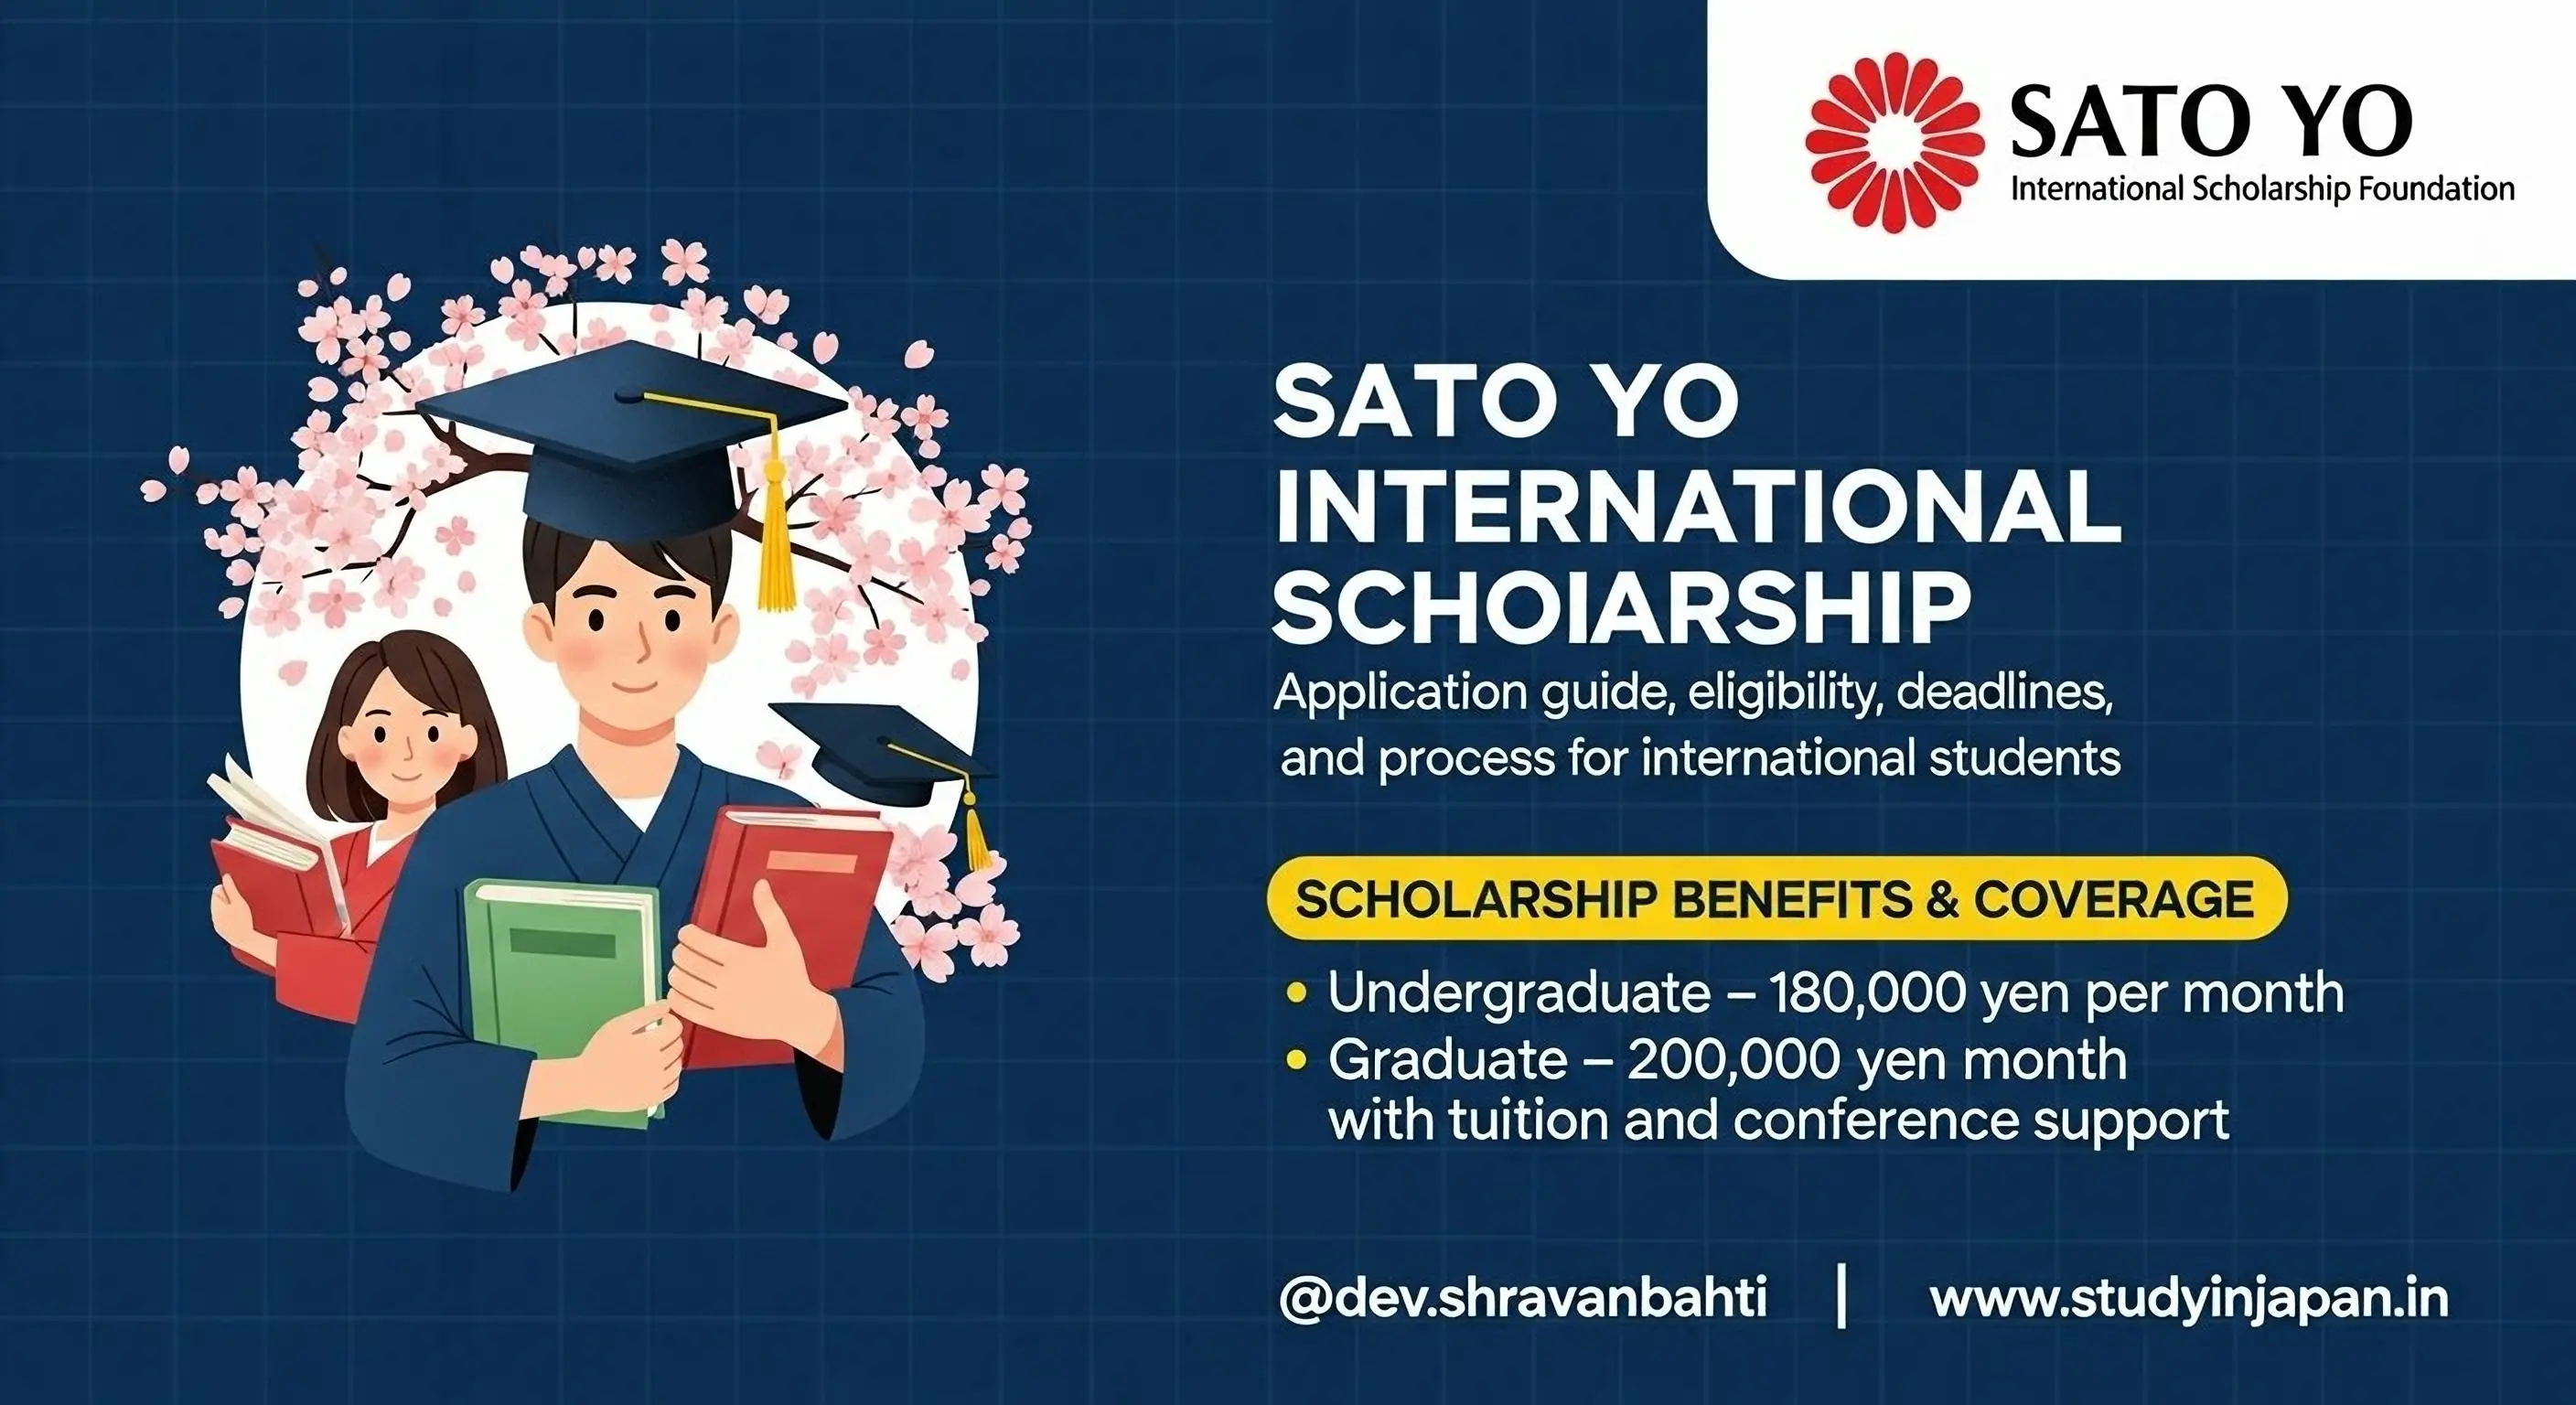 SATO YO
International Scholarship Foundation
SATO YO
INTERNATIONAL
SCHOIARSHIP
Application guide, eligibility, deadlines,
and process for international students
SCHOLARSHIP BENEFITS & COVERAGE
• Undergraduate – 180,000 yen per month
• Graduate – 200,000 yen month
with tuition and conference support
@dev.shravanbahti | www.studyinjapan.in